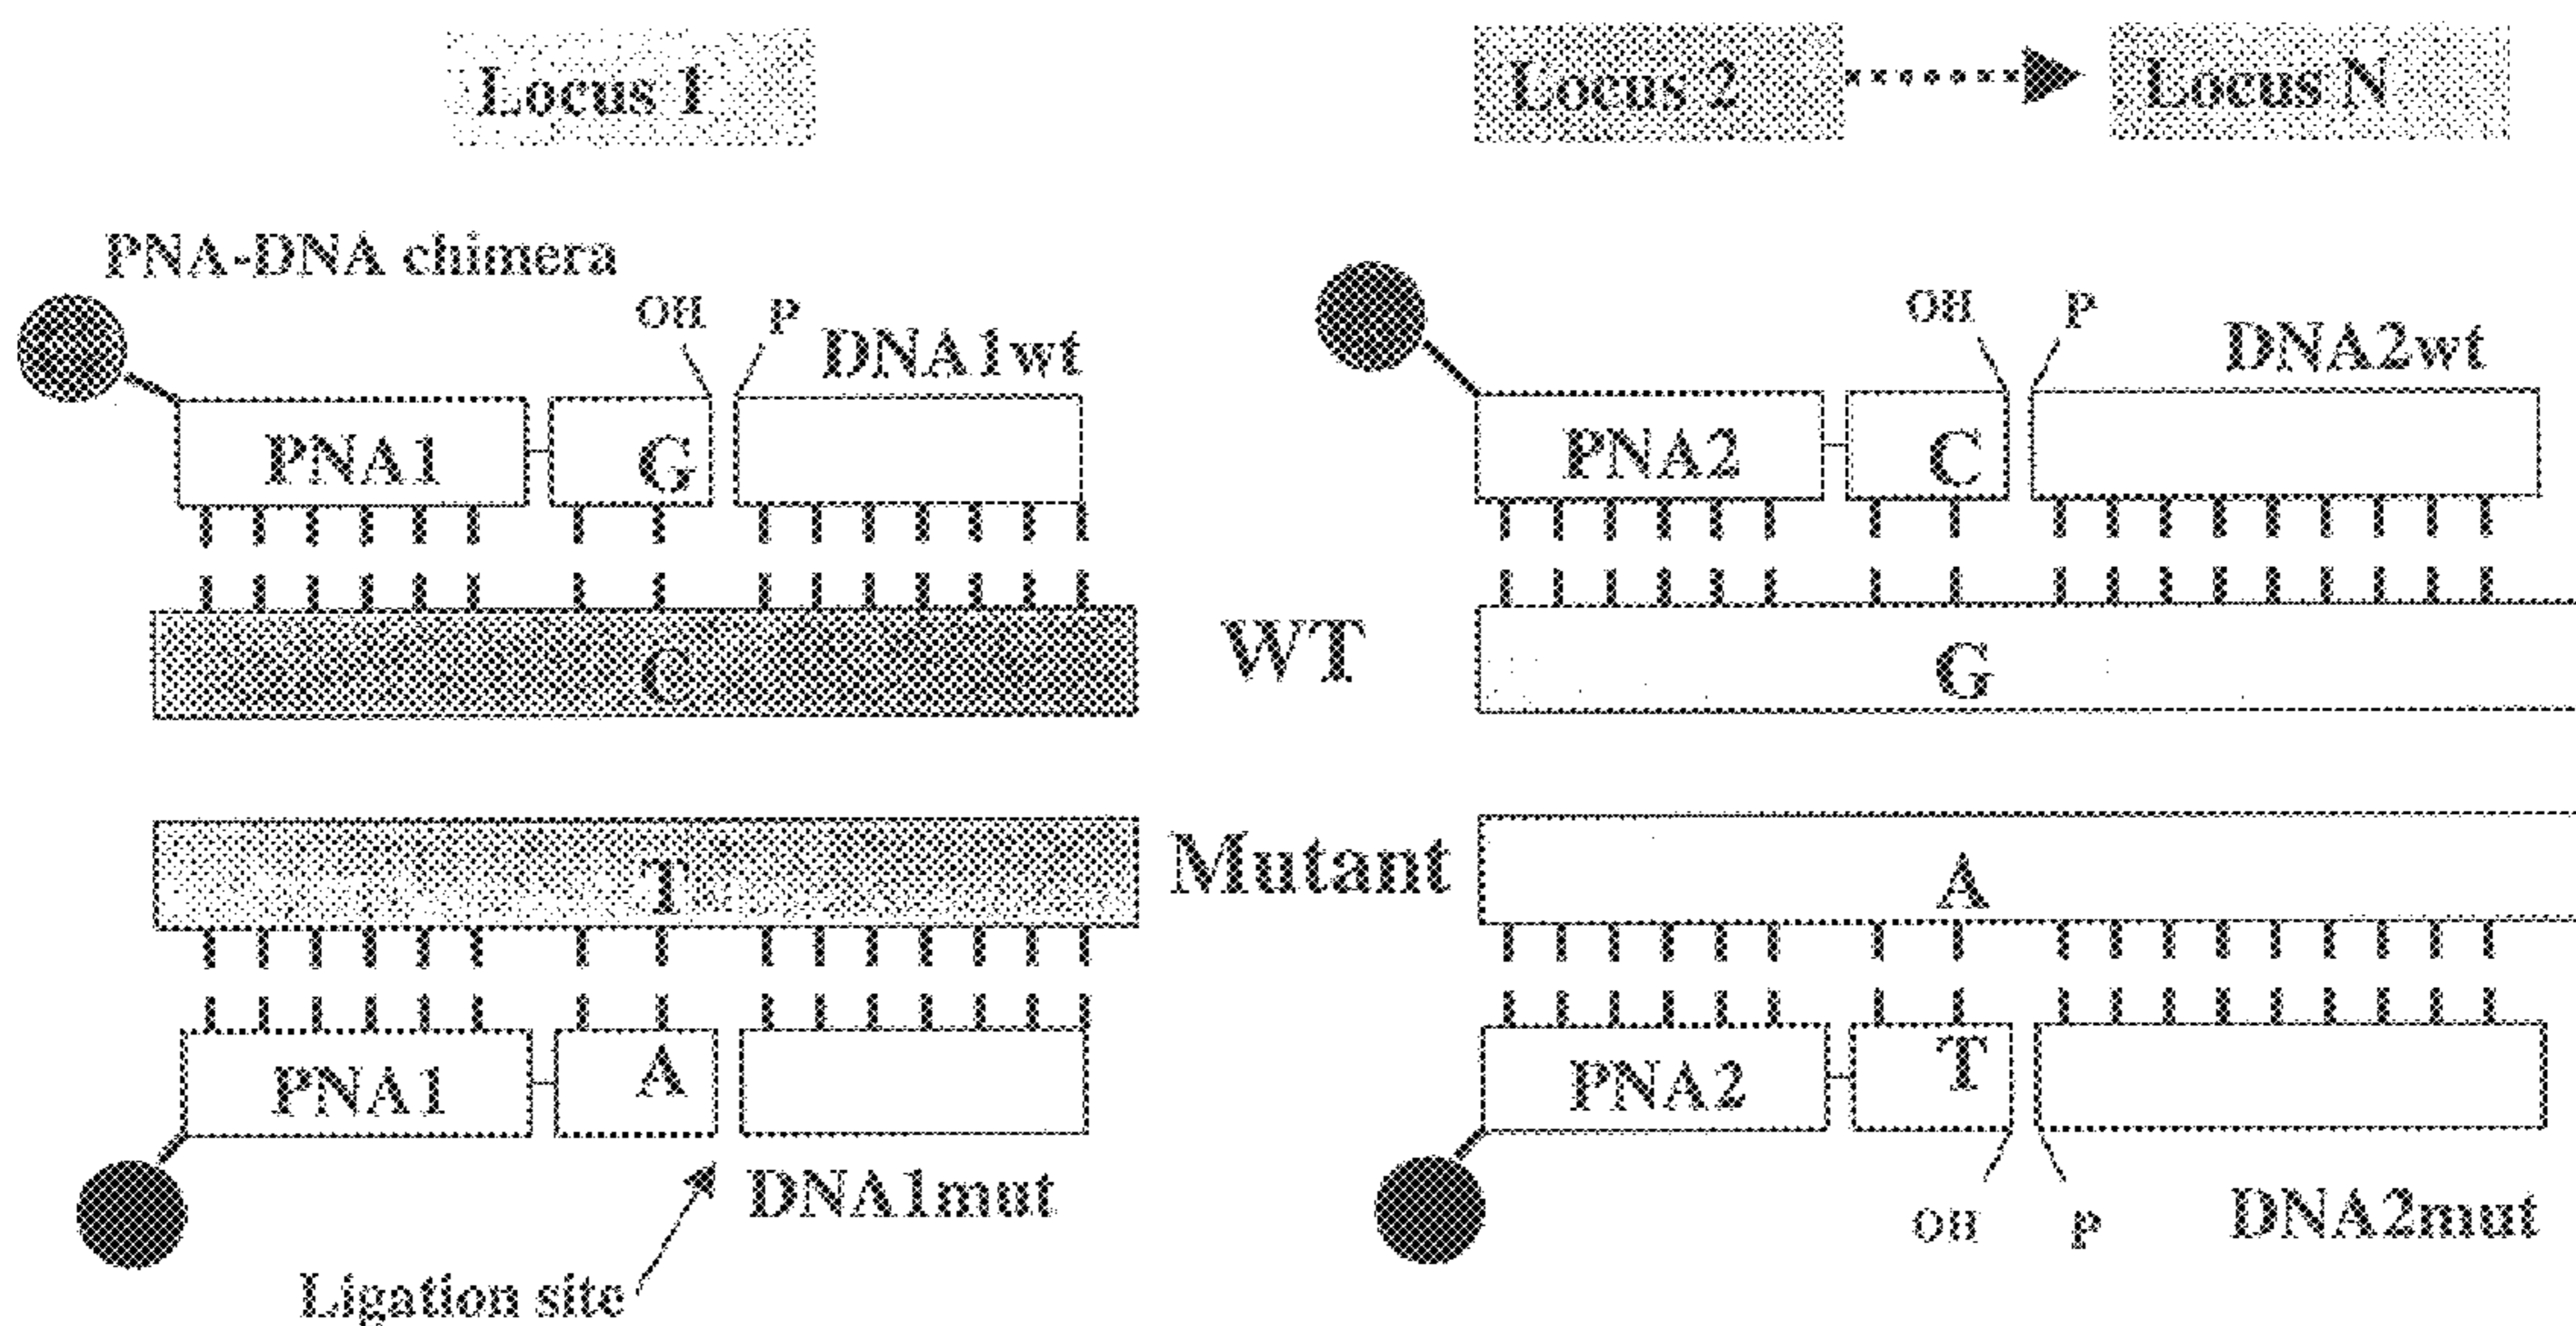 Locus 1
Locus 2
Locus N
PNA-DNA chimera
OH P
DNA1wt
OH P
DNA2wt
PNA1
G
PNA2
C
C
WT
G
T
Mutant
A
PNA1
A
PNA2
T
DNA1mut
OH P
DNA2mut
Ligation site